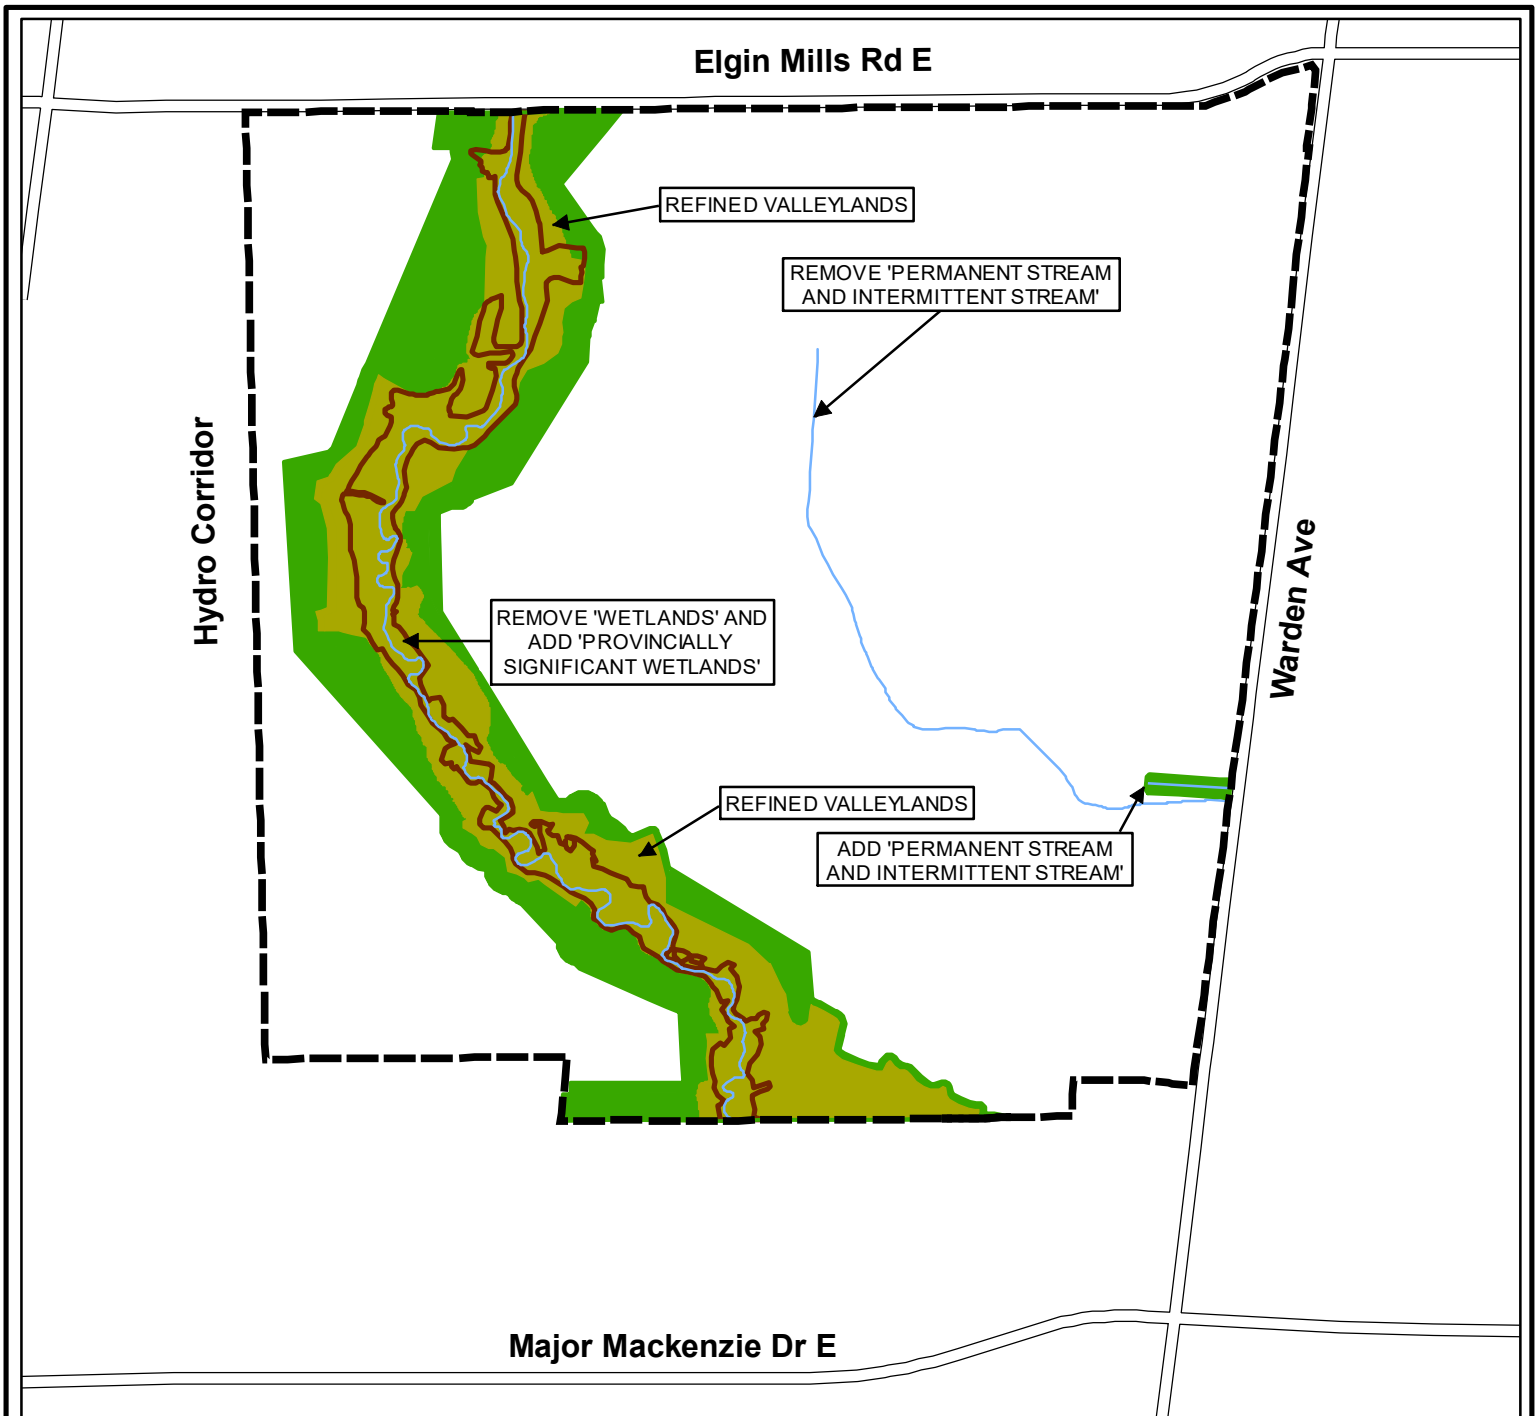 Elgin Mills Rd E
REFINED VALLEYLANDS
REMOVE 'PERMANENT STREAM
AND INTERMITTENT STREAM'
Hydro Corridor
Warden Ave
REMOVE 'WETLANDS' AND
ADD 'PROVINCIALLY
SIGNIFICANT WETLANDS'
REFINED VALLEYLANDS
ADD 'PERMANENT STREAM
AND INTERMITTENT STREAM'
Major Mackenzie Dr E